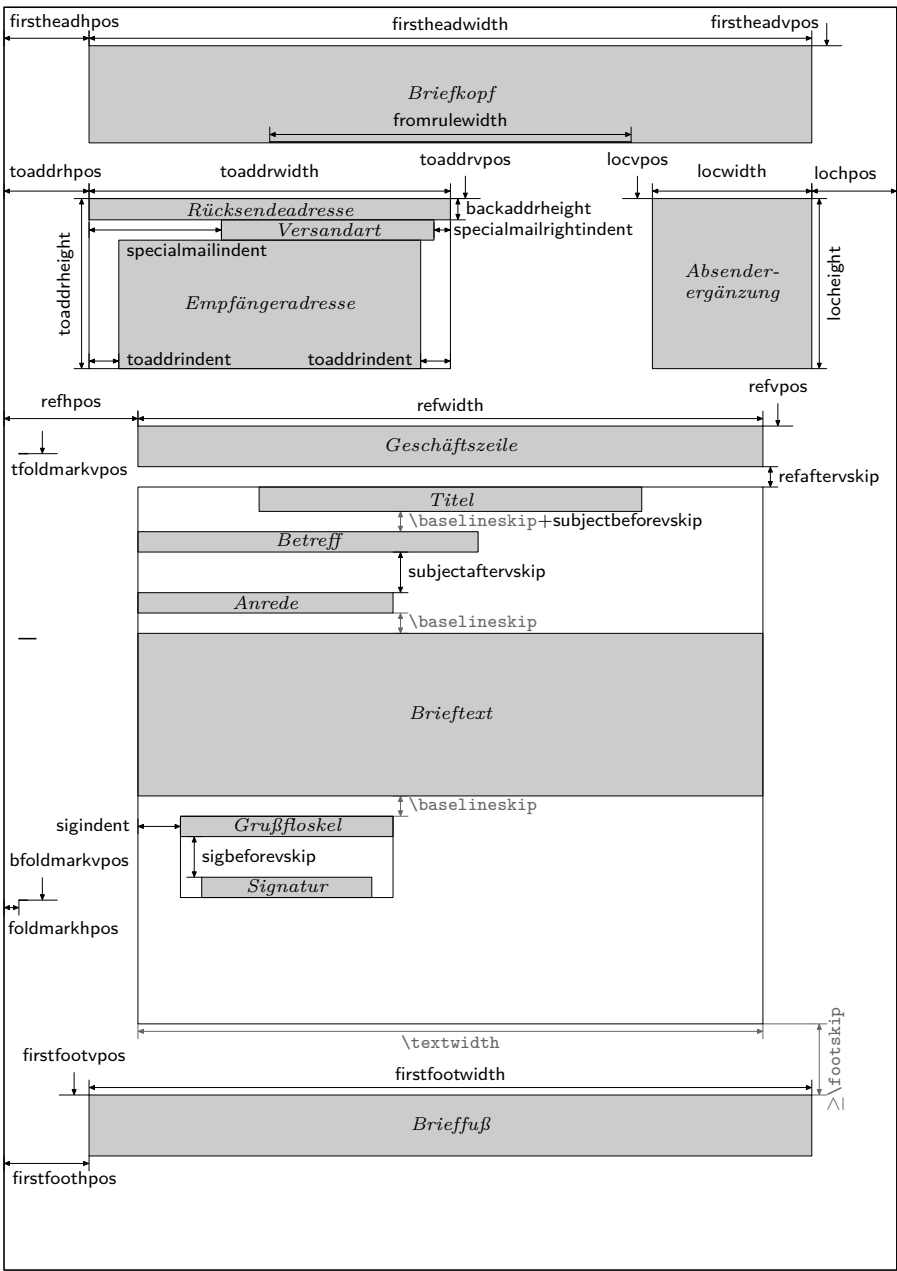 firstheadhpos
firstheadwidth
firstheadvpos
Briefkopf
fromrulewidth
toaddrhpos
toaddrwidth
toaddrvpos
locvpos
locwidth
lochpos
toaddrheight
Rücksendeadresse
backaddrheight
Versandart
specialmailrightindent
specialmailindent
Empfängeradresse
toaddrindent
toaddrindent
Absender-
ergänzung
locheight
refhpos
refwidth
refvpos
Geschäftszeile
tfoldmarkvpos
refaftervskip
Titel
\baselineskip+subjectbeforevskip
Betreff
subjectaftervskip
Anrede
\baselineskip
Brieftext
\baselineskip
sigindent
Grußfloskel
sigbeforevskip
bfoldmarkvpos
Signatur
foldmarkhpos
\textwidth
≥\footskip
firstfootvpos
firstfootwidth
Brieffuß
firstfoothpos